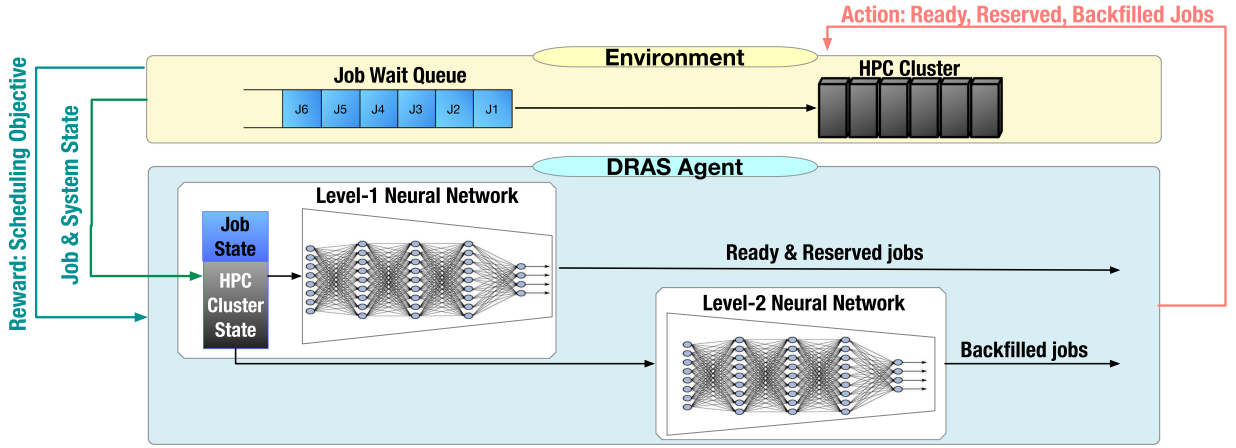 Action: Ready, Reserved, Backfilled Jobs
Environment
Job Wait Queue
HPC Cluster
J6 J5 J4 J3 J2 J1
Reward: Scheduling Objective
Job & System State
DRAS Agent
Level-1 Neural Network
Job
State
HPC
Cluster
State
Ready & Reserved jobs
Level-2 Neural Network
Backfilled jobs